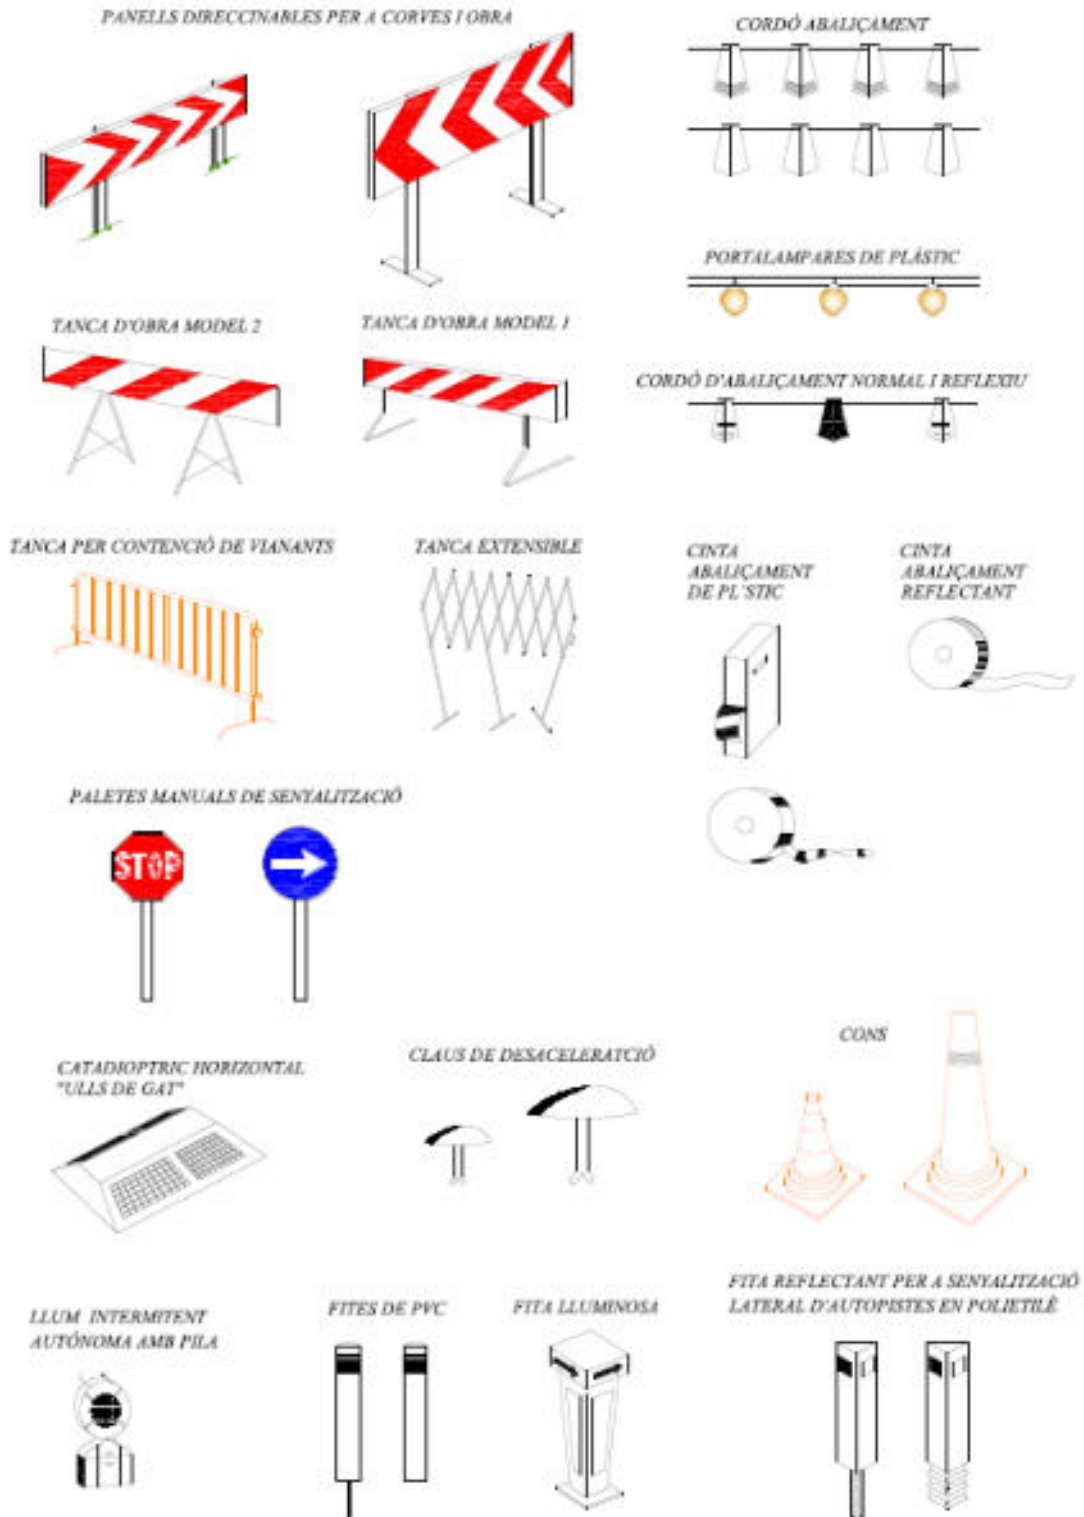 PANELLS DIRECCINABLES PER A CORVES I OBRA
CORDÓ ABALIÇAMENT
PORTALAMPARES DE PLÀSTIC
TANCA D'OBRA MODEL 2
TANCA D'OBRA MODEL 1
CORDÓ D'ABALIÇAMENT NORMAL I REFLEXIU
TANCA PER CONTENCIÓ DE VIANANTS
TANCA EXTENSIBLE
CINTA
ABALIÇAMENT
DE PL´STIC
CINTA
ABALIÇAMENT
REFLECTANT
PALETES MANUALS DE SENYALITZACIÓ
STOP
CATADIOPTRIC HORIZONTAL
"ULLS DE GAT"
CLAUS DE DESACELERATCIÓ
CONS
LLUM INTERMITENT
AUTÓNOMA AMB PILA
FITES DE PVC
FITA LLUMINOSA
FITA REFLECTANT PER A SENYALITZACIÓ
LATERAL D'AUTOPISTES EN POLIETILÈ